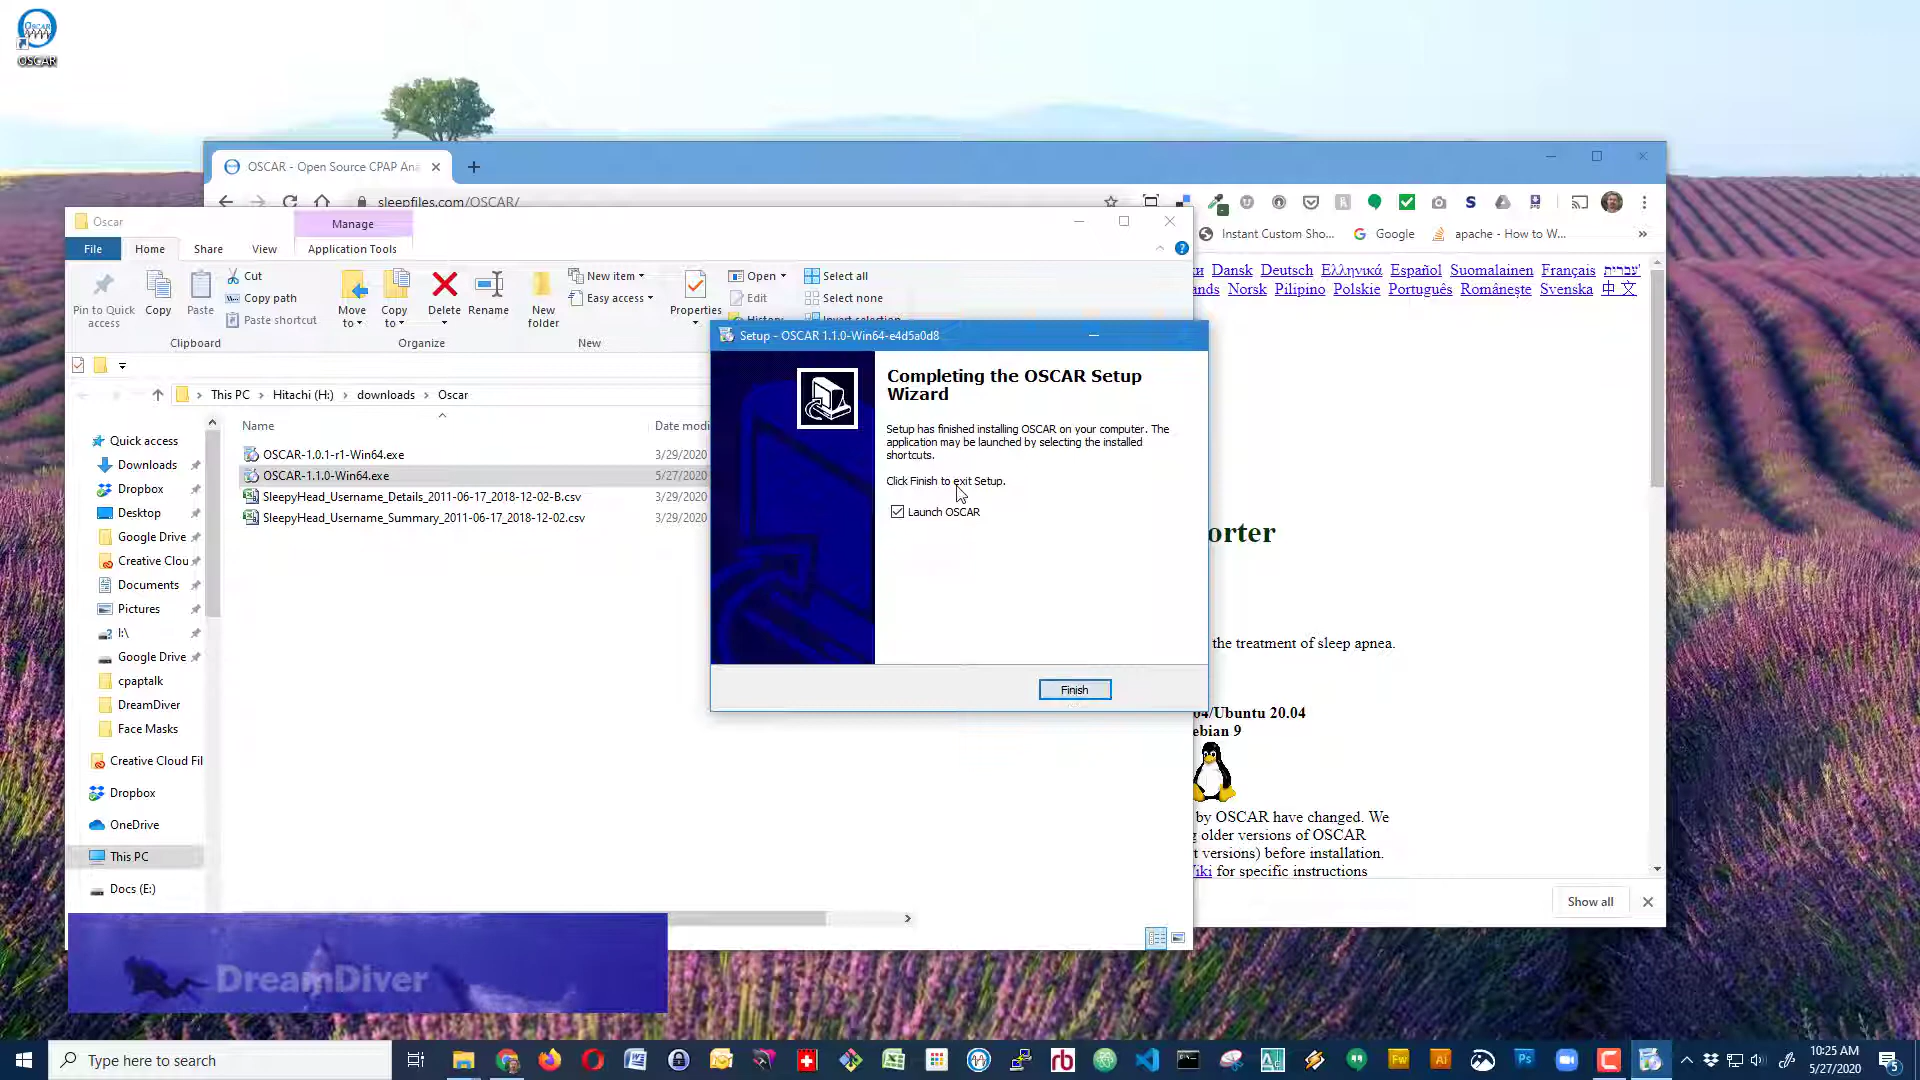 OSCAR
OSCAR - Open Source CPAP Ana
sleepfiles.com/OSCAR/
Instant Custom Sho...
Google
apache - How to W...
Oscar
Manage
File
Home
Share
View
Application Tools
Pin to Quick access
Copy
Paste
Cut
Copy path
Paste shortcut
Clipboard
Move to
Copy to
Delete
Rename
Organize
New folder
New item
Easy access
New
Properties
Open
Edit
History
Select all
Select none
Invert selection
Dansk Deutsch Ελληνικά Español Suomalainen Français עברית
ands Norsk Pilipino Polskie Português Românește Svenska 中文
This PC > Hitachi (H:) > downloads > Oscar
Name
Date modi
OSCAR-1.0.1-r1-Win64.exe 3/29/2020
OSCAR-1.1.0-Win64.exe 5/27/2020
SleepyHead_Username_Details_2011-06-17_2018-12-02-B.csv 3/29/2020
SleepyHead_Username_Summary_2011-06-17_2018-12-02.csv 3/29/2020
Quick access
Downloads
Dropbox
Desktop
Google Drive
Creative Clou
Documents
Pictures
I:\
Google Drive
cpaptalk
DreamDiver
Face Masks
Creative Cloud Fil
Dropbox
OneDrive
This PC
Docs (E:)
Setup - OSCAR 1.1.0-Win64-e4d5a0d8
Completing the OSCAR Setup
Wizard
Setup has finished installing OSCAR on your computer. The
application may be launched by selecting the installed
shortcuts.
Click Finish to exit Setup.
Launch OSCAR
Finish
orter
the treatment of sleep apnea.
04/Ubuntu 20.04
ebian 9
by OSCAR have changed. We
g older versions of OSCAR
t versions) before installation.
Wiki for specific instructions
Show all
DreamDiver
Type here to search
10:25 AM
5/27/2020
5